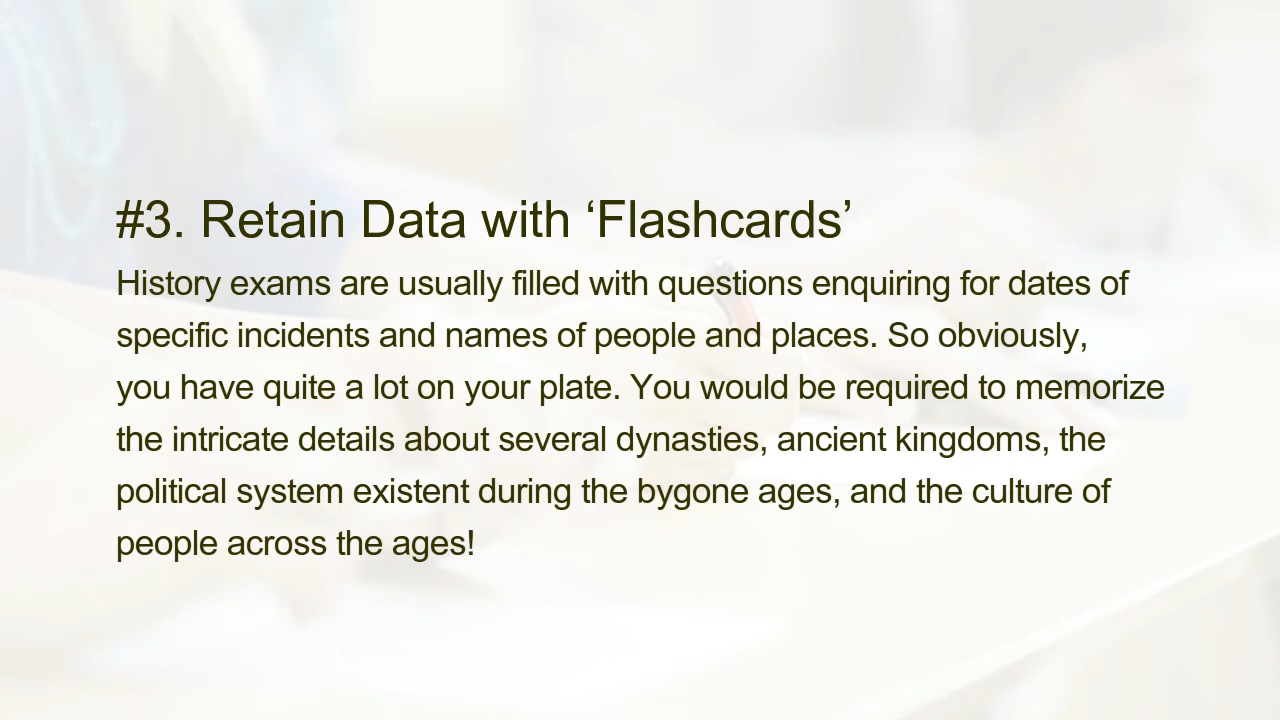 #3. Retain Data with ‘Flashcards’
History exams are usually filled with questions enquiring for dates of
specific incidents and names of people and places. So obviously,
you have quite a lot on your plate. You would be required to memorize
the intricate details about several dynasties, ancient kingdoms, the
political system existent during the bygone ages, and the culture of
people across the ages!